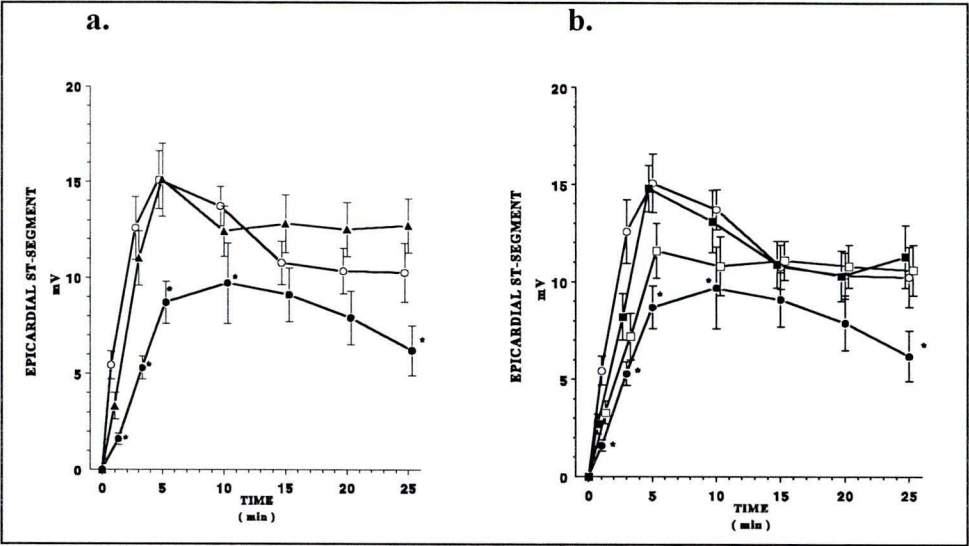 a.
20
15
10
5
0
EPICARDIAL ST-SEGMENT
mV
0 5 10 15 20 25
TIME
( min )
b.
20
15
10
5
0
EPICARDIAL ST-SEGMENT
mV
0 5 10 15 20 25
TIME
( min )